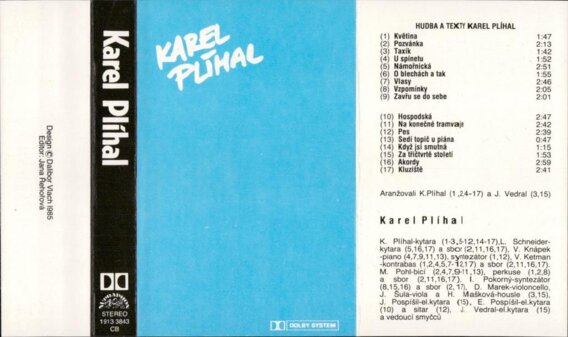 Design © Dalibor Vlach 1985
Editor: Jana Řehořová
Karel Plíhal
SUPRAPHON
STEREO
1913 3843
CB
KAREL
PLÍHAL
DOLBY SYSTEM
HUDBA A TEXTY KAREL PLÍHAL
(1) Květina 1:47
(2) Pozvánka 2:13
(3) Taxík 1:42
(4) U spinetu 1:52
(5) Námořnická 2:51
(6) O blechách a tak 1:55
(7) Vlasy 2:46
(8) Vzpomínky 2:05
(9) Zavřu se do sebe 2:01
(10) Hospodská 2:47
(11) Na konečné tramvaje 2:42
(12) Pes 2:39
(13) Sedí topič u piána 0:47
(14) Když jsi smutná 1:15
(15) Za třičtvrtě století 1:53
(16) Akordy 2:59
(17) Kluziště 2:41
Aranžovali K.Plíhal (1,2,4-17) a J. Vedral (3,15)
Karel Plíhal
K. Plíhal-kytara (1-3,5-12,14-17),L. Schneider-
kytara (5,16,17) a sbor (2,11,16,17), V. Knápek
-piano (4,7,9,11,13), syntezátor (1,12), V. Ketman
-kontrabas (1,2,4,5,7-12,17) a sbor (2,11,16,17).
M. Pohl-bicí (2,4,7,9-11,13), perkuse (1,2,8)
a sbor (2,11,16,17), I. Pokorný-syntezátor
(8,15,16) a sbor (2,17), D. Marek-violoncello,
J. Šula-viola a H. Mašková-housle (3,15),
J. Pospíšil-el.kytara (15), E. Pospíšil-el.kytara
(10) a sitar (12), J. Vedral-el.kytara (15)
a vedoucí smyčců